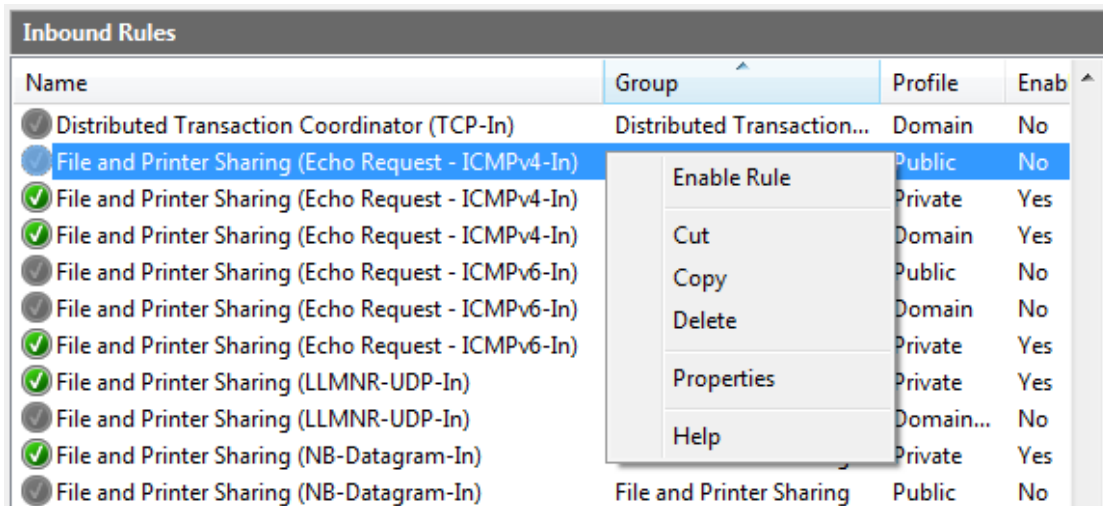 Inbound Rules
Name Group Profile Enab
Distributed Transaction Coordinator (TCP-In) Distributed Transaction... Domain No
File and Printer Sharing (Echo Request - ICMPv4-In) Public No
Enable Rule
File and Printer Sharing (Echo Request - ICMPv4-In) Private Yes
File and Printer Sharing (Echo Request - ICMPv4-In) Cut Domain Yes
File and Printer Sharing (Echo Request - ICMPv6-In) Copy Public No
File and Printer Sharing (Echo Request - ICMPv6-In) Delete Domain No
File and Printer Sharing (Echo Request - ICMPv6-In) Private Yes
File and Printer Sharing (LLMNR-UDP-In) Properties Private Yes
File and Printer Sharing (LLMNR-UDP-In) Domain... No
Help
File and Printer Sharing (NB-Datagram-In) Private Yes
File and Printer Sharing (NB-Datagram-In) File and Printer Sharing Public No